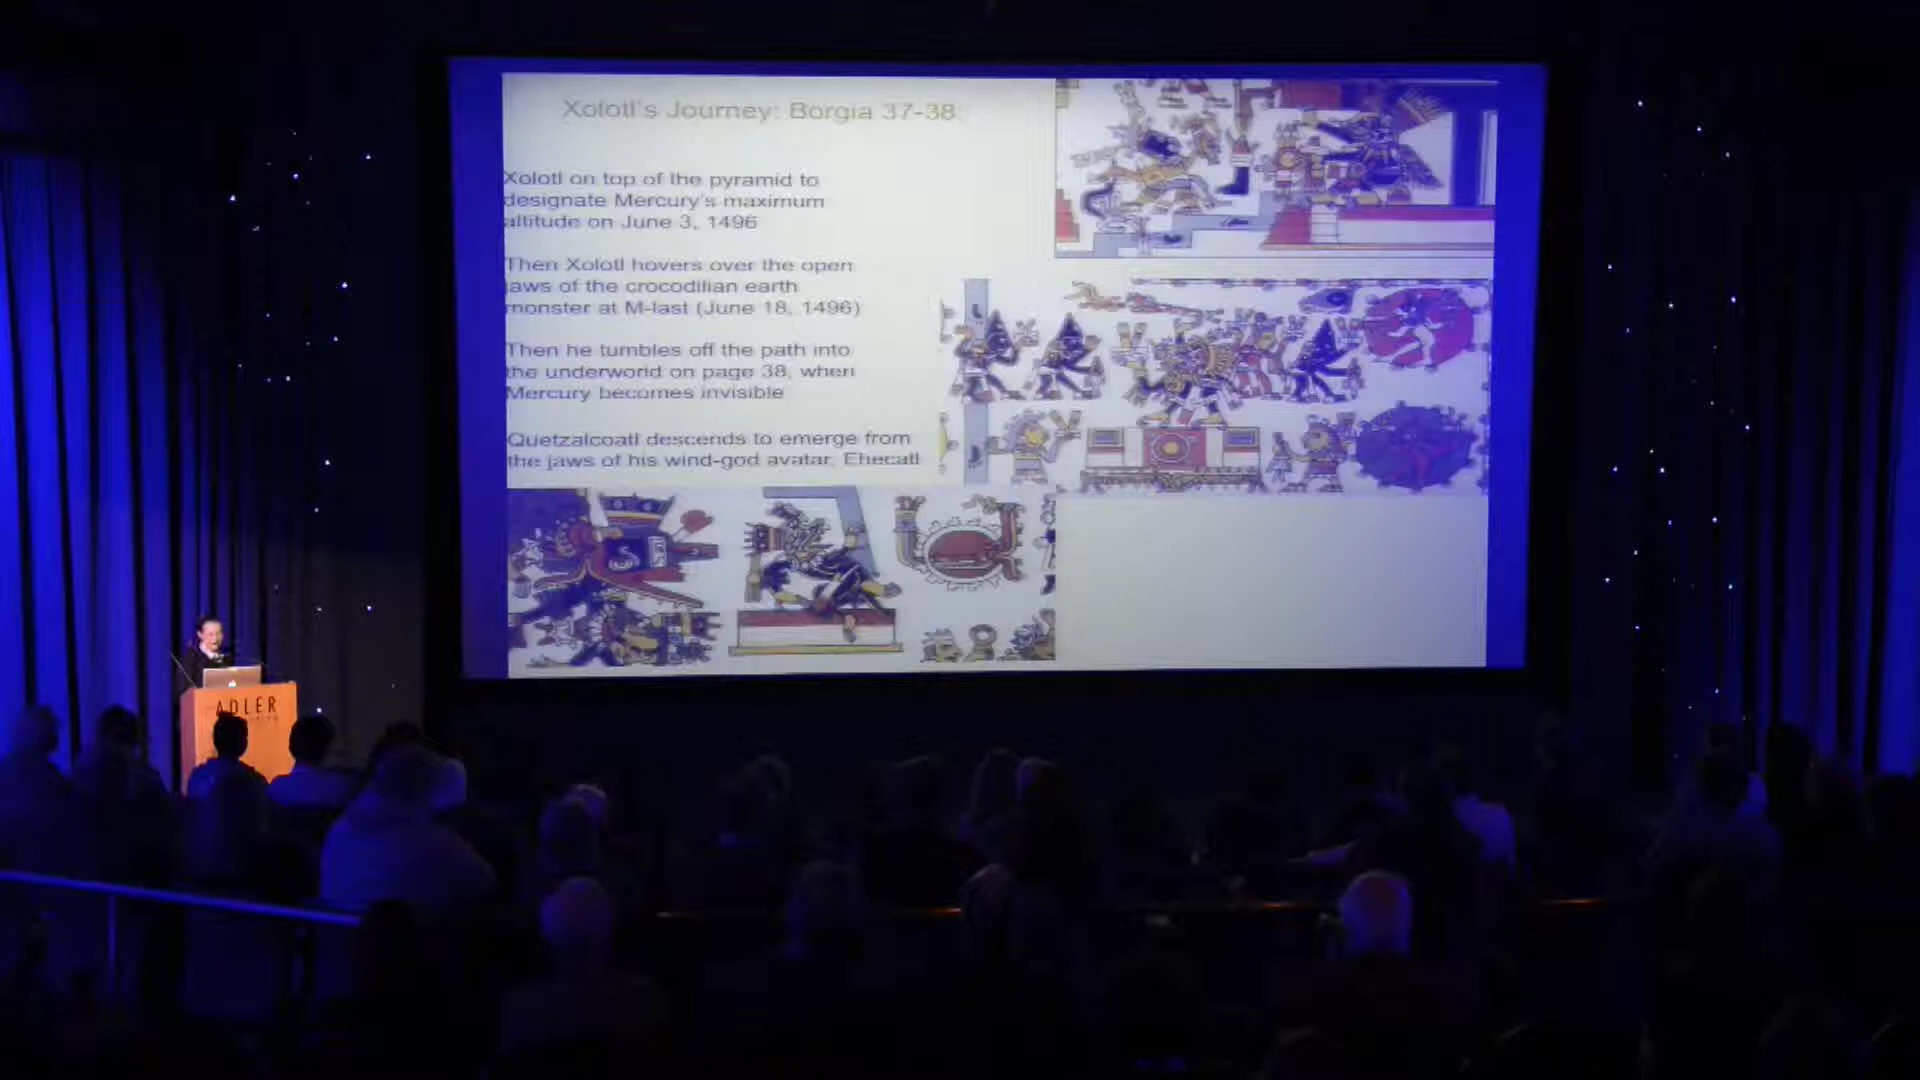 Xolotl's Journey: Borgia 37-38:
Xolotl on top of the pyramid to
designate Mercury's maximum
altitude on June 3, 1496
Then Xolotl hovers over the open
jaws of the crocodilian earth
monster at M-last (June 18, 1496)
Then he tumbles off the path into
the underworld on page 38, when
Mercury becomes invisible
Quetzalcoatl descends to emerge from
the jaws of his wind-god avatar, Ehecatl
ADLER